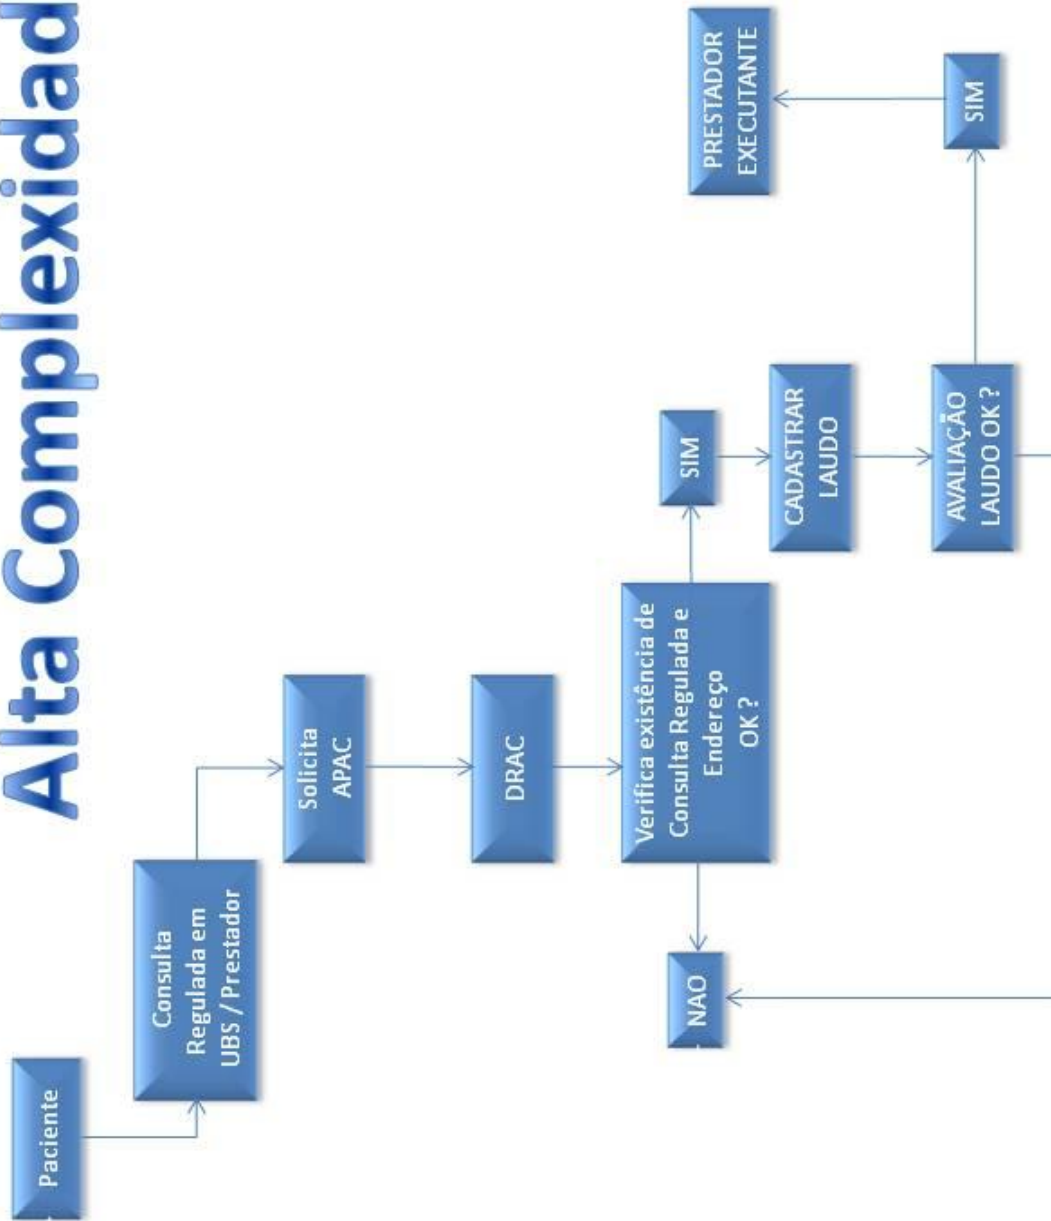 Alta Complexidad
Paciente
Consulta
Regulada em
UBS / Prestador
Solicita
APAC
DRAC
Verifica existência de
Consulta Regulada e
Endereço
OK ?
NAO
SIM
CADASTRAR
LAUDO
AVALIAÇÃO
LAUDO OK ?
SIM
PRESTADOR
EXECUTANTE